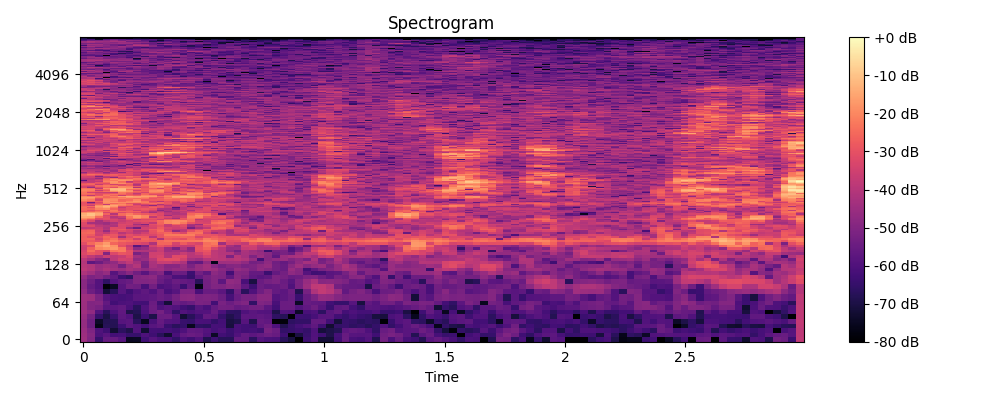 Spectrogram
+0 dB
4096
-10 dB
2048
-20 dB
1024
-30 dB
Hz
512
-40 dB
256
-50 dB
128
-60 dB
64
-70 dB
0
-80 dB
0
0.5
1
1.5
2
2.5
Time